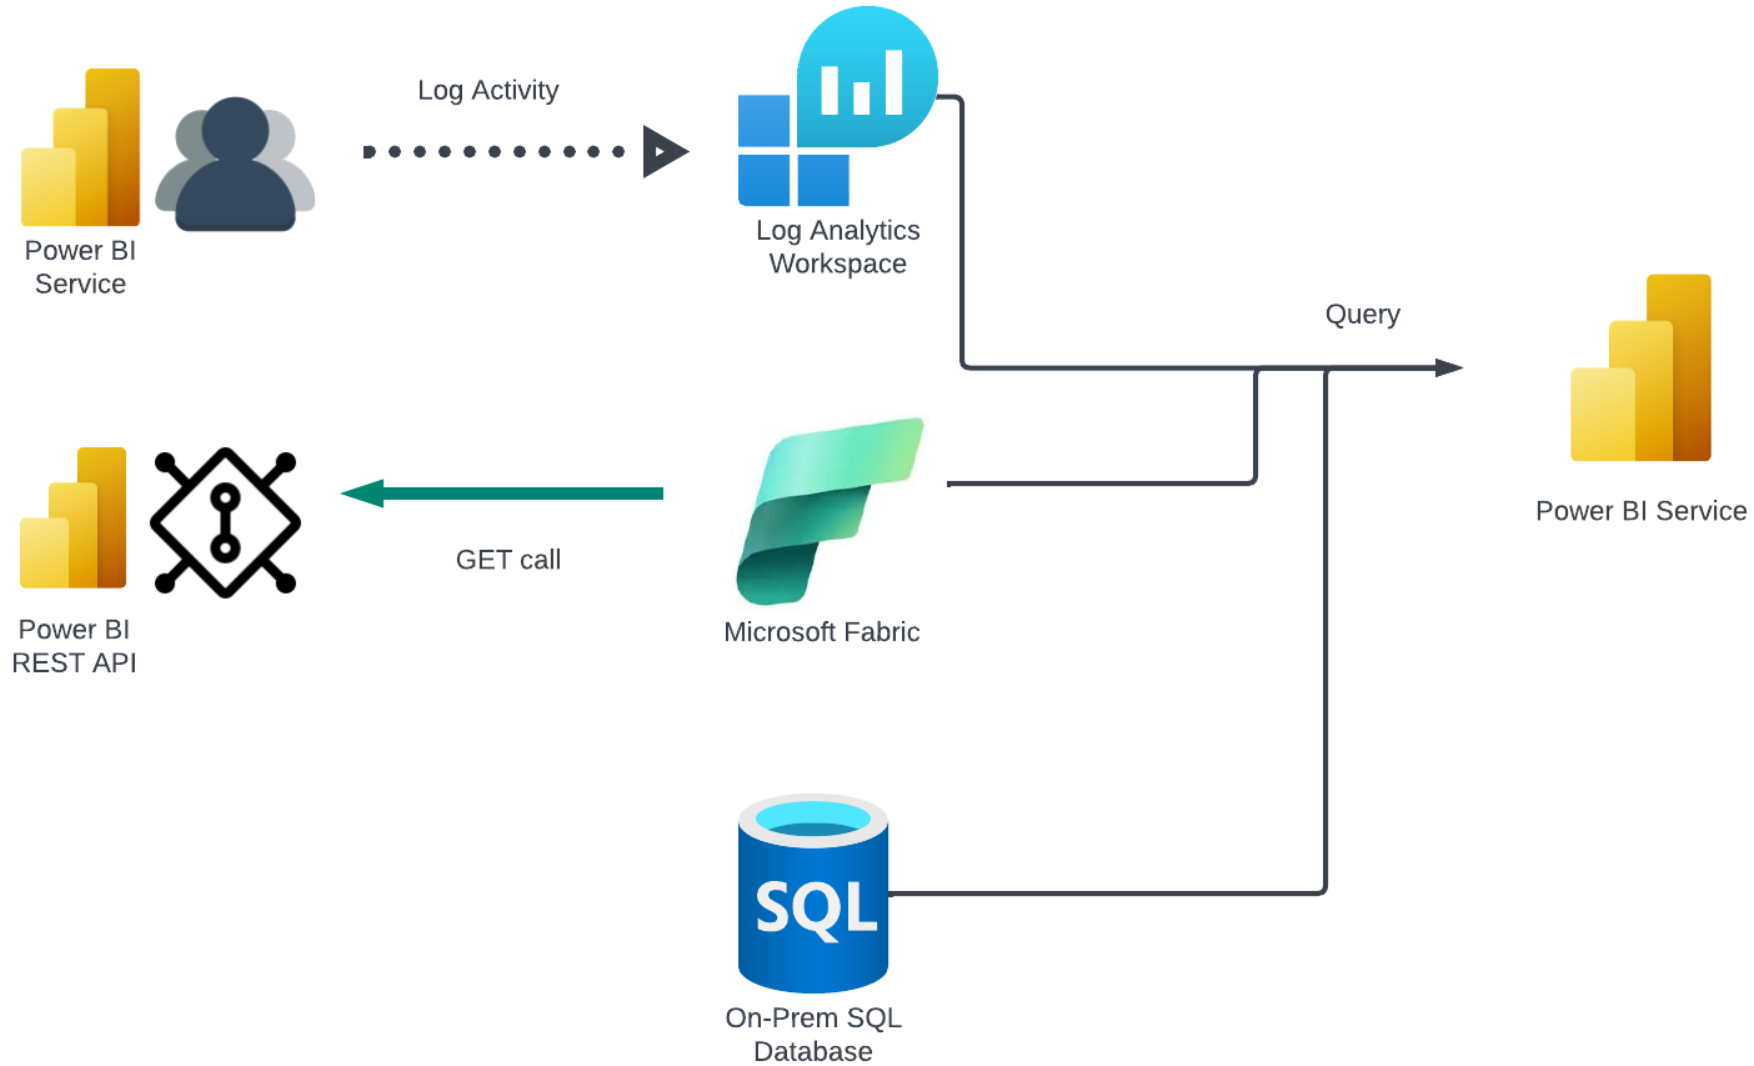 Log Activity
Power BI
Service
Log Analytics
Workspace
Query
Power BI Service
GET call
Power BI
REST API
Microsoft Fabric
SQL
On-Prem SQL
Database